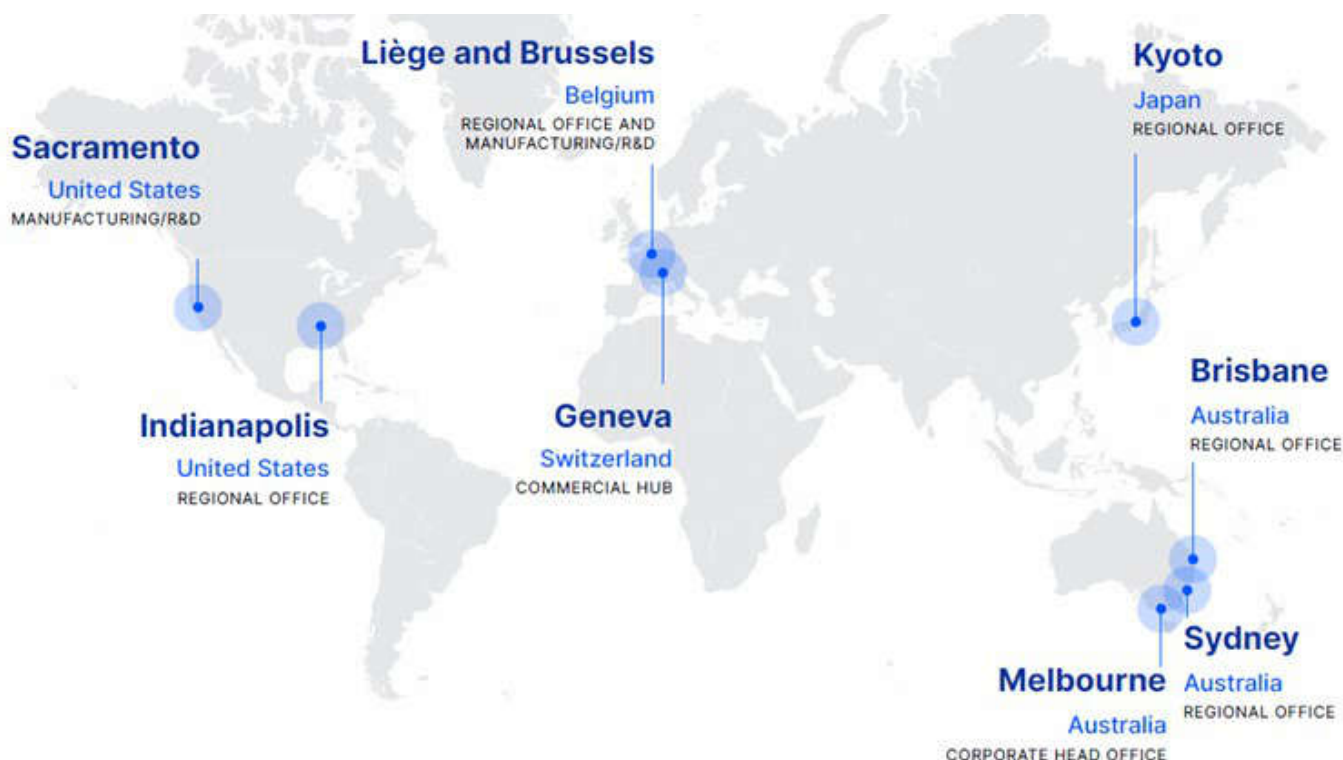 Liège and Brussels
Belgium
REGIONAL OFFICE AND
MANUFACTURING/R&D
Kyoto
Japan
REGIONAL OFFICE
Sacramento
United States
MANUFACTURING/R&D
Indianapolis
United States
REGIONAL OFFICE
Geneva
Switzerland
COMMERCIAL HUB
Brisbane
Australia
REGIONAL OFFICE
Sydney
Australia
REGIONAL OFFICE
Melbourne
Australia
CORPORATE HEAD OFFICE